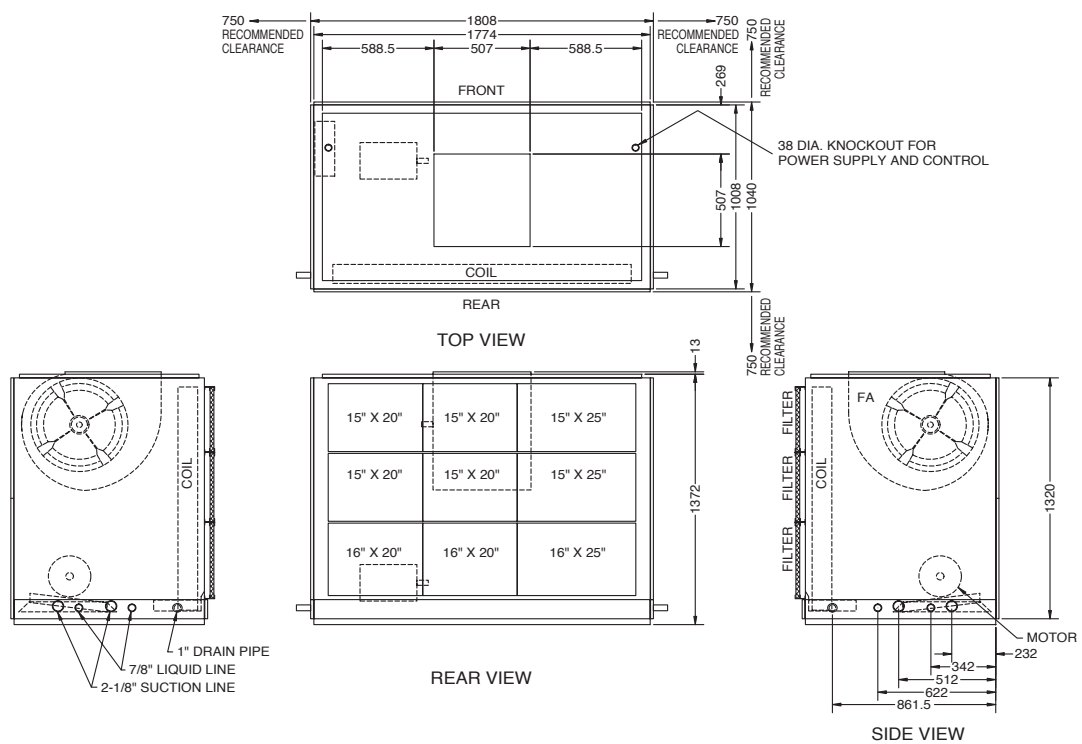 750
1808
750
RECOMMENDED
CLEARANCE
1774
RECOMMENDED
CLEARANCE
588.5
507
588.5
750
RECOMMENDED
CLEARANCE
269
FRONT
38 DIA. KNOCKOUT FOR
POWER SUPPLY AND CONTROL
507
1008
1040
COIL
REAR
750
RECOMMENDED
CLEARANCE
TOP VIEW
13
COIL
1" DRAIN PIPE
7/8" LIQUID LINE
2-1/8" SUCTION LINE
15" X 20"
15" X 20"
15" X 25"
15" X 20"
15" X 20"
15" X 25"
16" X 20"
16" X 20"
16" X 25"
1372
REAR VIEW
FILTER
FILTER
FILTER
COIL
FA
1320
MOTOR
232
342
512
622
861.5
SIDE VIEW